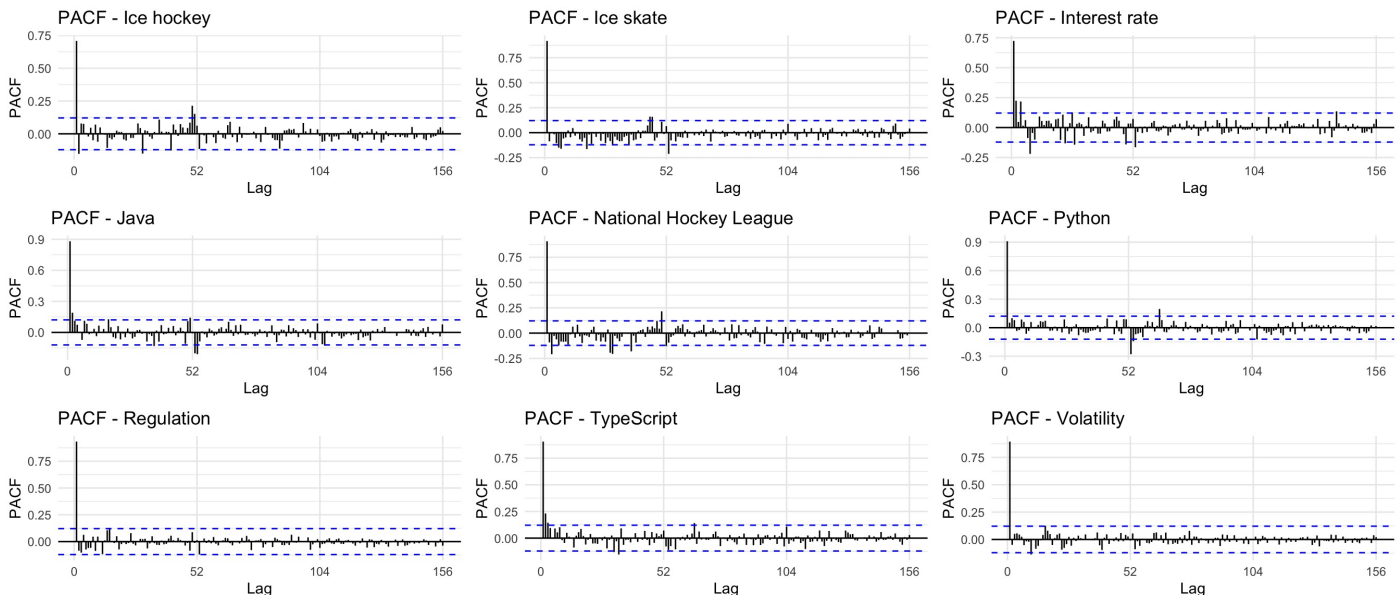 PACF - Ice hockey
0.75
0.50
0.25
0.00
PACF
0 52 104 156
Lag
PACF - Ice skate
0.75
0.50
0.25
0.00
-0.25
PACF
0 52 104 156
Lag
PACF - Interest rate
0.75
0.50
0.25
0.00
-0.25
PACF
0 52 104 156
Lag
PACF - Java
0.9
0.6
0.3
0.0
PACF
0 52 104 156
Lag
PACF - National Hockey League
0.75
0.50
0.25
0.00
-0.25
PACF
0 52 104 156
Lag
PACF - Python
0.9
0.6
0.3
0.0
-0.3
PACF
0 52 104 156
Lag
PACF - Regulation
0.75
0.50
0.25
0.00
PACF
0 52 104 156
Lag
PACF - TypeScript
0.75
0.50
0.25
0.00
PACF
0 52 104 156
Lag
PACF - Volatility
0.75
0.50
0.25
0.00
PACF
0 52 104 156
Lag